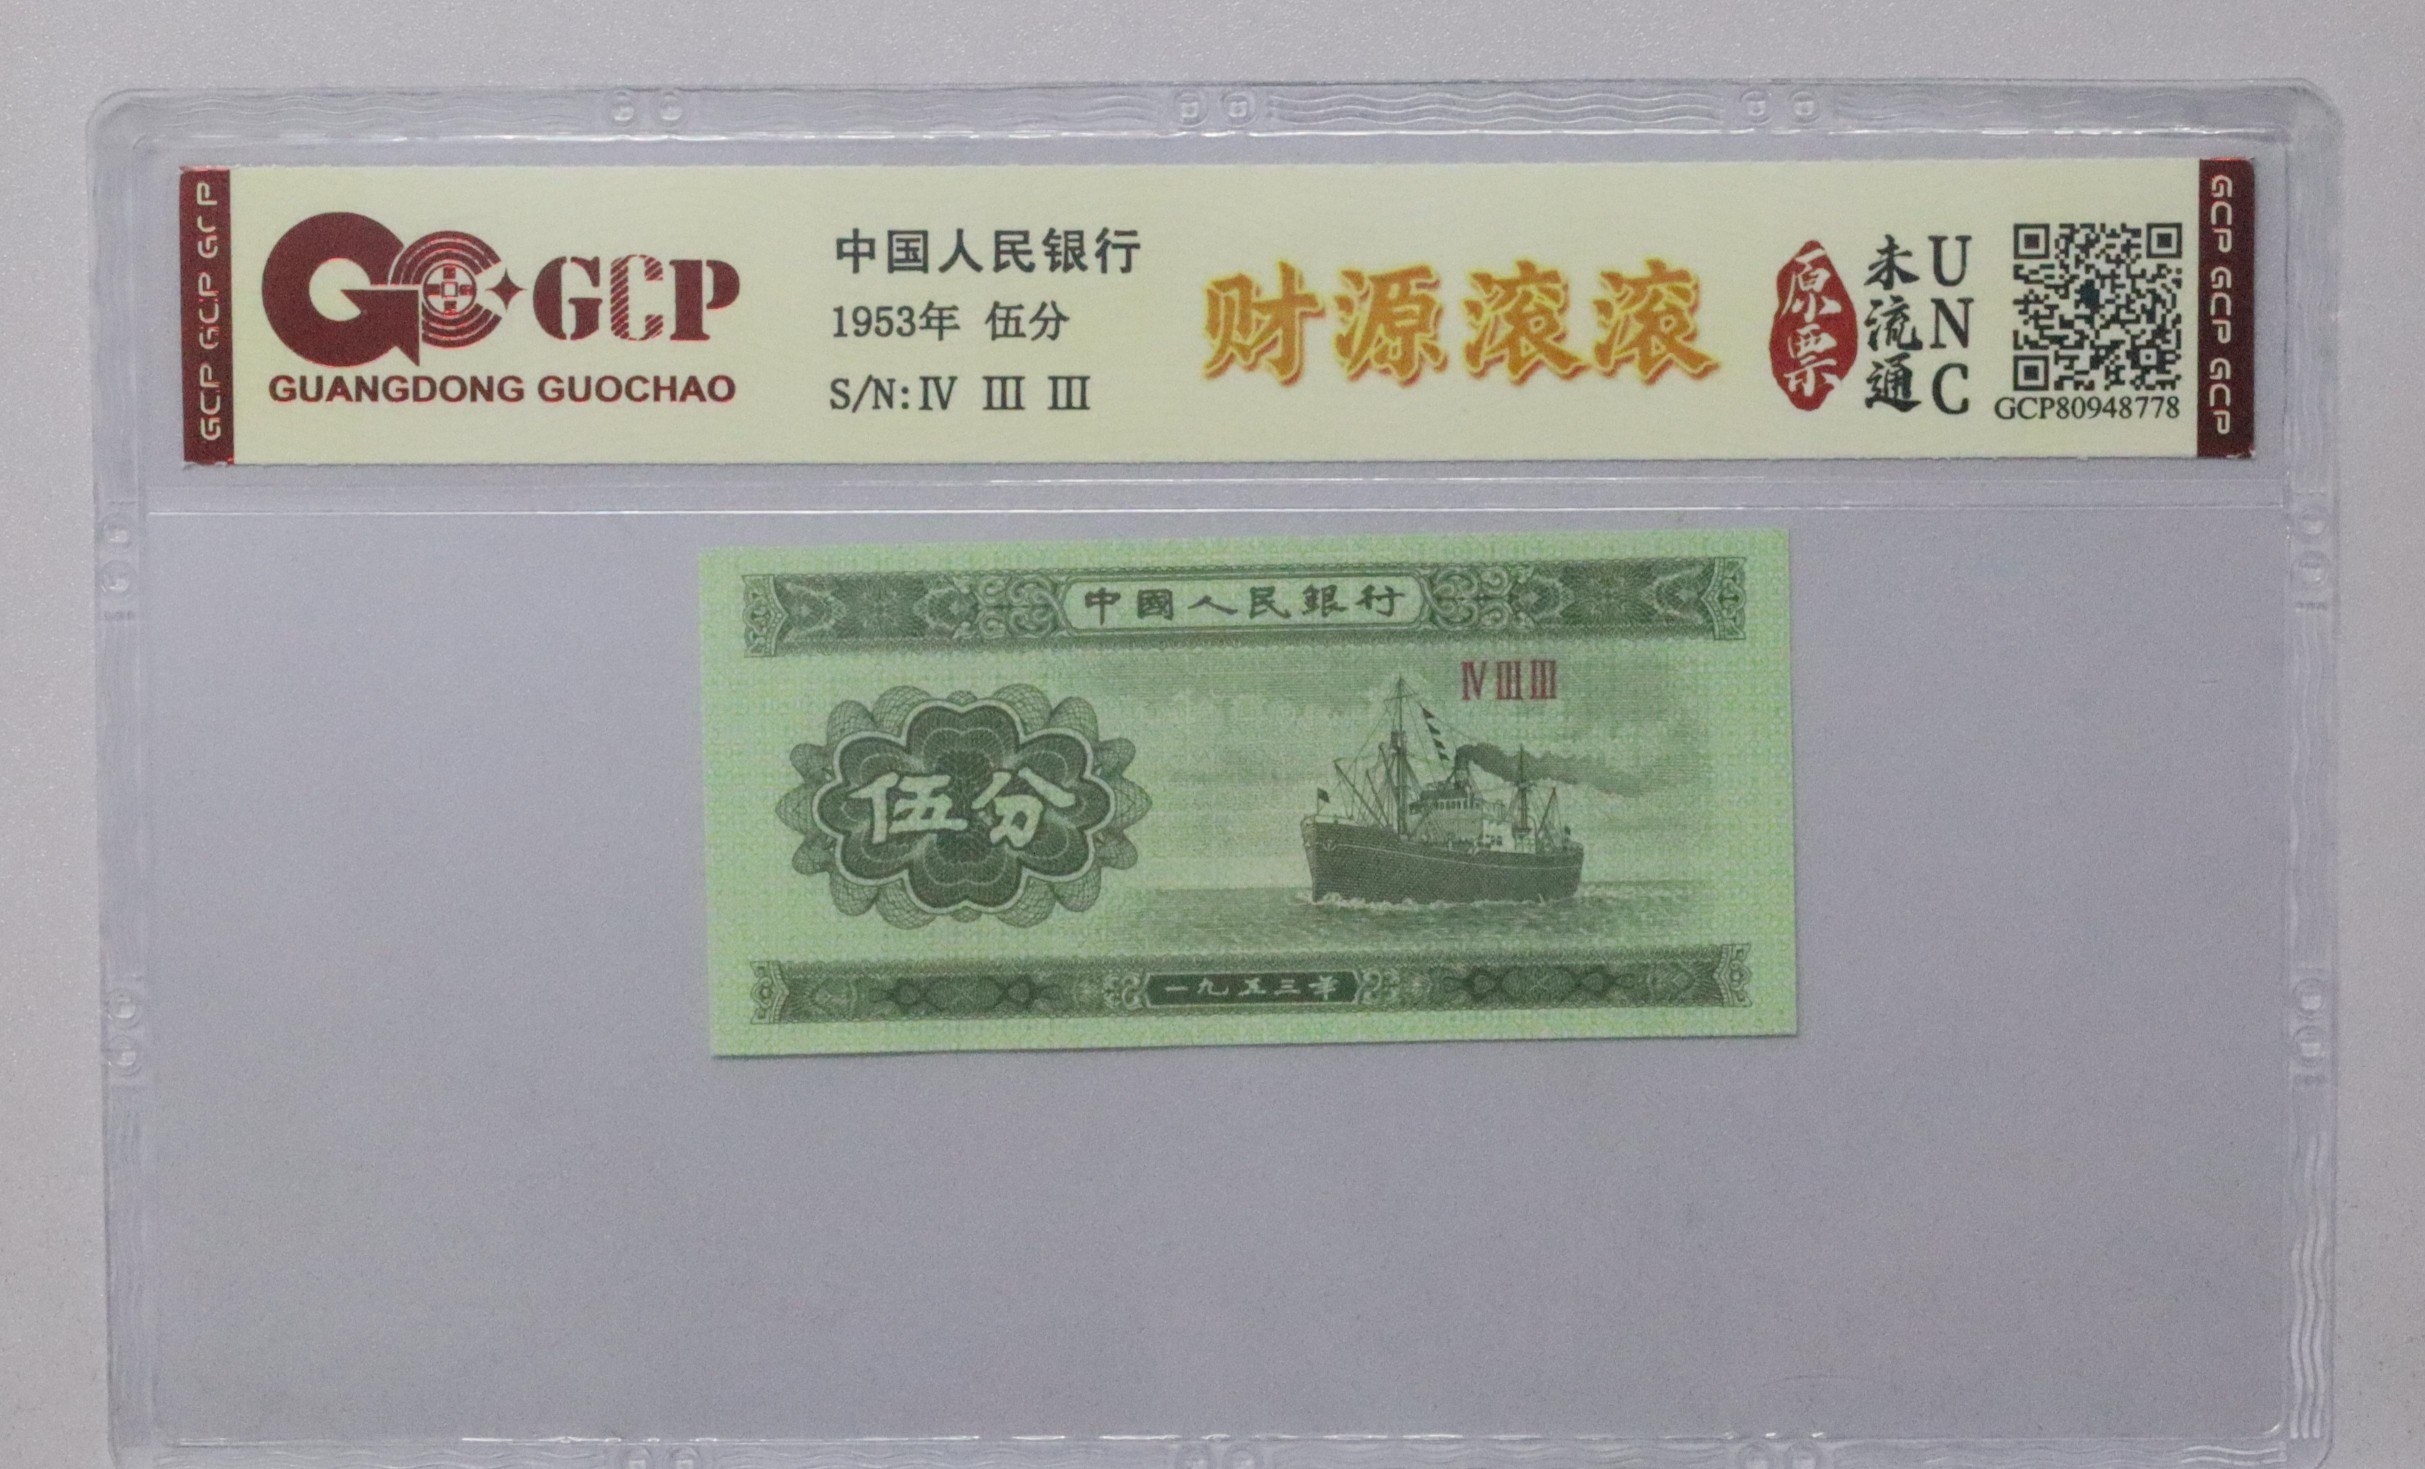 GCP GCP GCP
GCP
GUANGDONG GUOCHAO
中国人民银行
1953年 伍分
S/N:Ⅳ Ⅲ Ⅲ
财源滚滚
原票
未流通
UNC
GCP80948778
GCP GCP GCP
中國人民銀行
Ⅳ Ⅲ Ⅲ
伍分
一九五三年